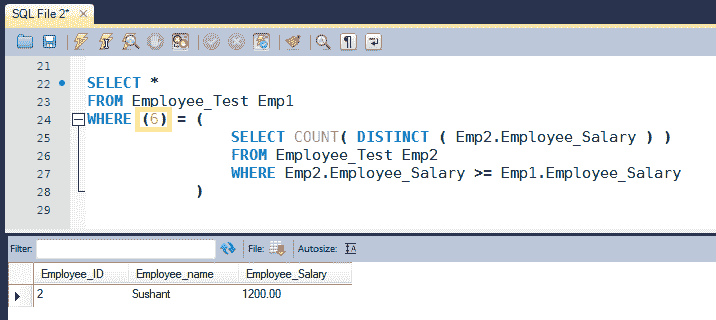 SQL File 2*
21
22 SELECT *
23 FROM Employee_Test Emp1
24 WHERE (6) = (
25 SELECT COUNT( DISTINCT ( Emp2.Employee_Salary ) )
26 FROM Employee_Test Emp2
27 WHERE Emp2.Employee_Salary >= Emp1.Employee_Salary
28 )
29
Filter: File: Autosize:
Employee_ID Employee_name Employee_Salary
2 Sushant 1200.00